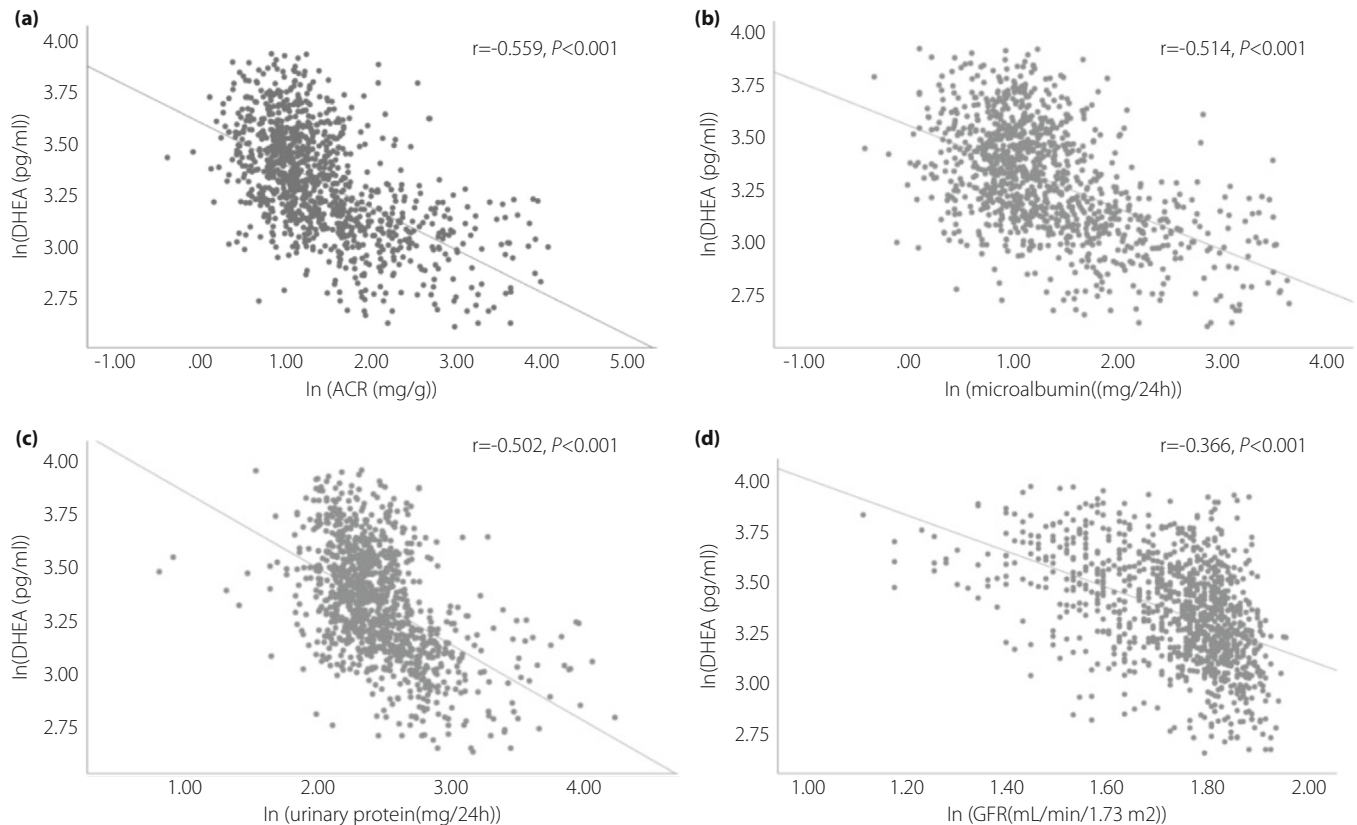 (a)
r=-0.559, P<0.001
ln(DHEA (pg/ml))
4.00
3.75
3.50
3.25
3.00
2.75
-1.00 .00 1.00 2.00 3.00 4.00 5.00
ln (ACR (mg/g))
(b)
r=-0.514, P<0.001
ln(DHEA (pg/ml))
4.00
3.75
3.50
3.25
3.00
2.75
-1.00 .00 1.00 2.00 3.00 4.00
ln (microalbumin((mg/24h))
(c)
r=-0.502, P<0.001
ln(DHEA (pg/ml))
4.00
3.75
3.50
3.25
3.00
2.75
1.00 2.00 3.00 4.00
ln (urinary protein(mg/24h))
(d)
r=-0.366, P<0.001
ln(DHEA (pg/ml))
4.00
3.75
3.50
3.25
3.00
2.75
1.00 1.20 1.40 1.60 1.80 2.00
ln (GFR(mL/min/1.73 m2))